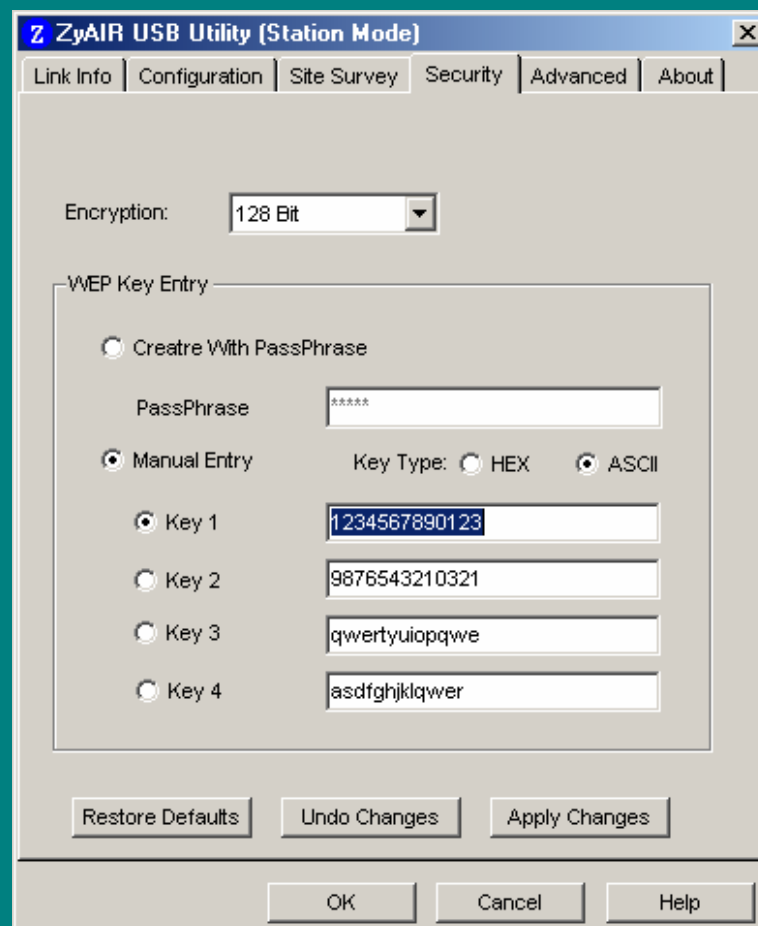 Z ZyAIR USB Utility (Station Mode)
Link Info Configuration Site Survey Security Advanced About
Encryption: 128 Bit
WEP Key Entry
Creatre With PassPhrase
PassPhrase *****
Manual Entry Key Type: HEX ASCII
Key 1 1234567890123
Key 2 9876543210321
Key 3 qwertyuiopqwe
Key 4 asdfghjklqwer
Restore Defaults Undo Changes Apply Changes
OK Cancel Help